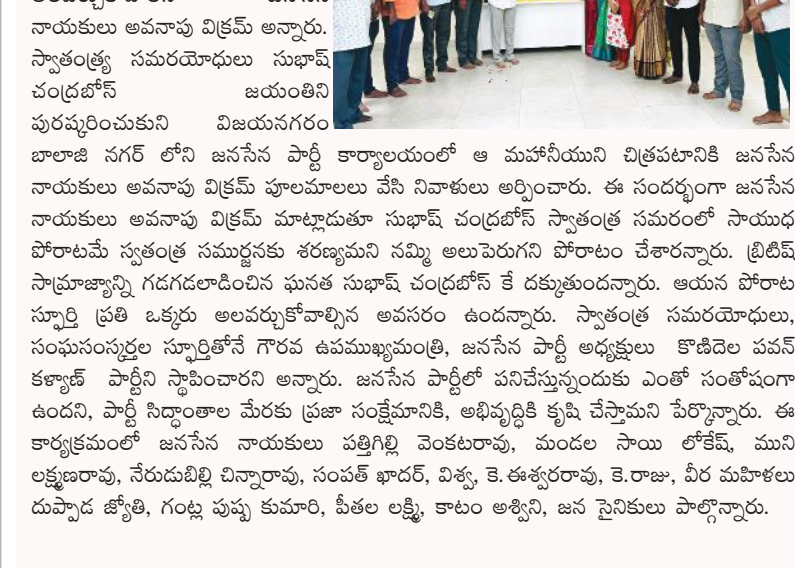 నాయకులు అవనాపు విక్రమ్ అన్నారు.
స్వాతంత్ర్య సమరయోధులు సుభాష్
చంద్రబోస్ జయంతిని
పురష్కరించుకుని విజయనగరం
బాలాజి నగర్ లోని జనసేన పార్టీ కార్యాలయంలో ఆ మహానీయుని చిత్రపటానికి జనసేన
నాయకులు అవనాపు విక్రమ్ పూలమాలలు వేసి నివాళులు అర్పించారు. ఈ సందర్భంగా జనసేన
నాయకులు అవనాపు విక్రమ్ మాట్లాడుతూ సుభాష్ చంద్రబోస్ స్వాతంత్ర సమరంలో సాయుధ
పోరాటమే స్వతంత్ర సముర్జనకు శరణ్యమని నమ్మి అలుపెరుగని పోరాటం చేశారన్నారు. బ్రిటిష్
సామ్రాజ్యాన్ని గడగడలాడించిన ఘనత సుభాష్ చంద్రబోస్ కే దక్కుతుందన్నారు. ఆయన పోరాట
స్ఫూర్తి ప్రతి ఒక్కరు అలవర్చుకోవాల్సిన అవసరం ఉందన్నారు. స్వాతంత్ర సమరయోధులు,
సంఘసంస్కర్తల స్ఫూర్తితోనే గౌరవ ఉపముఖ్యమంత్రి, జనసేన పార్టీ అధ్యక్షులు కొణిదెల పవన్
కళ్యాణ్ పార్టీని స్థాపించారని అన్నారు. జనసేన పార్టీలో పనిచేస్తున్నందుకు ఎంతో సంతోషంగా
ఉందని, పార్టీ సిద్ధాంతాల మేరకు ప్రజా సంక్షేమానికి, అభివృద్ధికి కృషి చేస్తామని పేర్కొన్నారు. ఈ
కార్యక్రమంలో జనసేన నాయకులు పత్తిగిల్లి వెంకటరావు, మండల సాయి లోకేష్, ముని
లక్ష్మణరావు, నేరుడుబిల్లి చిన్నారావు, సంపత్ ఖాదర్, విశ్వ, కె.ఈశ్వరరావు, కె.రాజు, వీర మహిళలు
దుప్పాడ జ్యోతి, గంట్ల పుష్ప కుమారి, పీతల లక్ష్మి, కాటం అశ్విని, జన సైనికులు పాల్గొన్నారు.